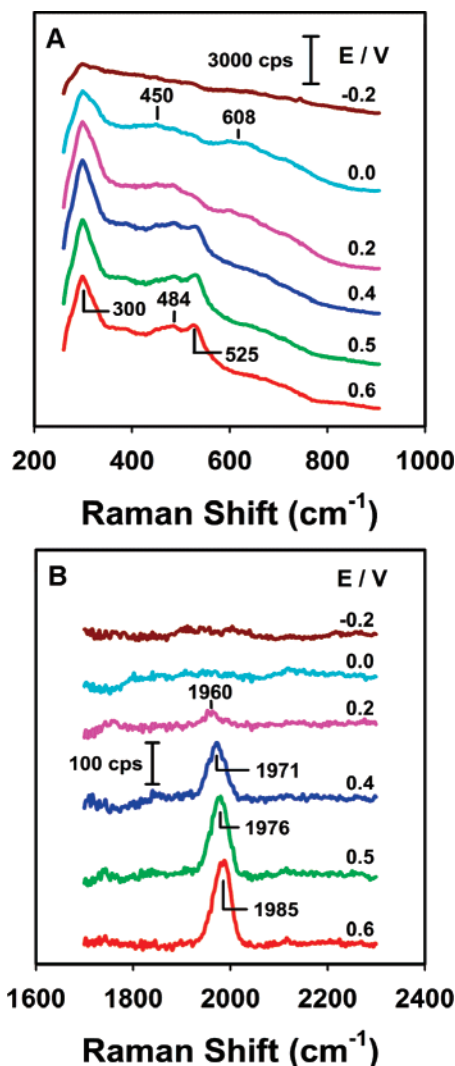 A
3000 cps
E / V
-0.2
450
608
0.0
0.2
0.4
0.5
300
484
525
0.6
200 400 600 800 1000
Raman Shift (cm⁻¹)
B
E / V
-0.2
0.0
1960
0.2
100 cps
1971
0.4
1976
0.5
1985
0.6
1600 1800 2000 2200 2400
Raman Shift (cm⁻¹)